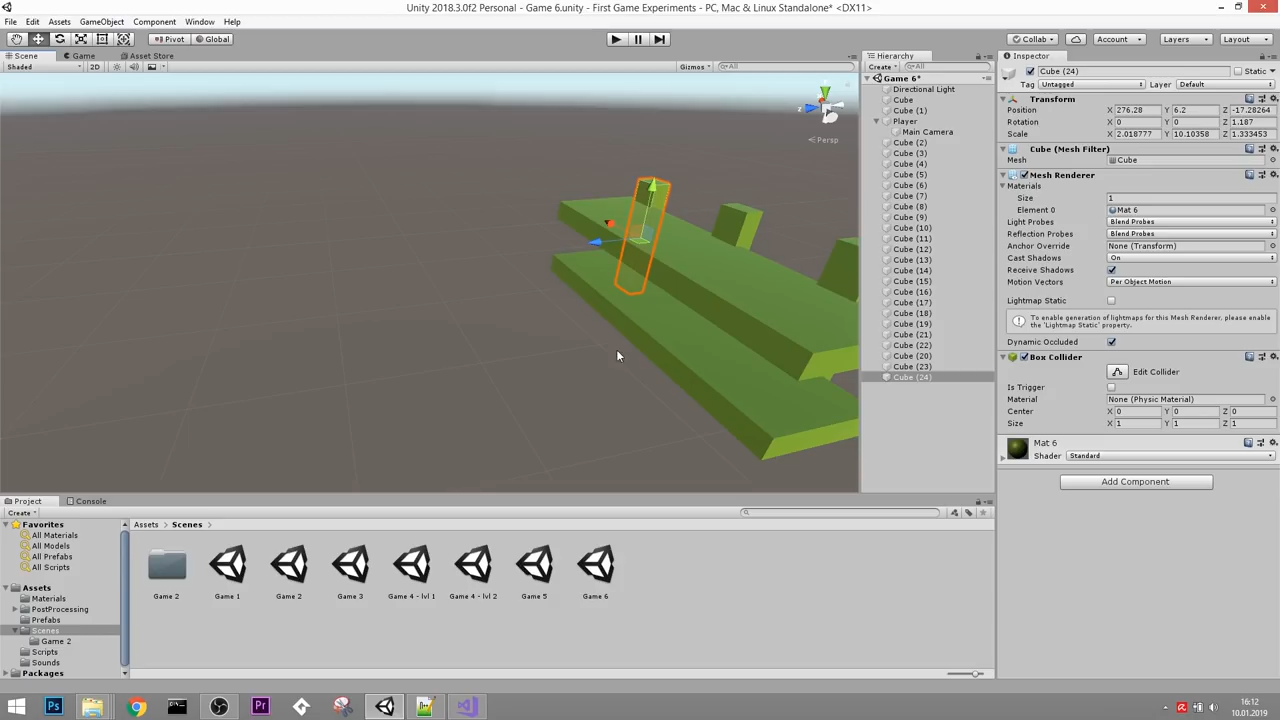 Unity 2018.3.0f2 Personal - Game 6.unity - First Game Experiments - PC, Mac & Linux Standalone* <DX11>
File Edit Assets GameObject Component Window Help
Pivot Global Collab Account Layers Layout
Scene Game Asset Store
Shaded 2D Gizmos All
Persp
Hierarchy
Create All
Game 6*
Directional Light
Cube
Cube (1)
Player
Main Camera
Cube (2)
Cube (3)
Cube (4)
Cube (5)
Cube (6)
Cube (7)
Cube (8)
Cube (9)
Cube (10)
Cube (11)
Cube (12)
Cube (13)
Cube (14)
Cube (15)
Cube (16)
Cube (17)
Cube (18)
Cube (19)
Cube (21)
Cube (22)
Cube (20)
Cube (23)
Cube (24)
Inspector
Cube (24) Static
Tag Untagged Layer Default
Transform
Position X 276.28 Y 6.2 Z -17.28264
Rotation X 0 Y 0 Z 1.187
Scale X 2.018777 Y 10.10358 Z 1.333453
Cube (Mesh Filter)
Mesh Cube
Mesh Renderer
Materials
Size 1
Element 0 Mat 6
Light Probes Blend Probes
Reflection Probes Blend Probes
Anchor Override None (Transform)
Cast Shadows On
Receive Shadows
Motion Vectors Per Object Motion
Lightmap Static
To enable generation of lightmaps for this Mesh Renderer, please enable
the 'Lightmap Static' property.
Dynamic Occluded
Box Collider
Edit Collider
Is Trigger
Material None (Physic Material)
Center X 0 Y 0 Z 0
Size X 1 Y 1 Z 1
Mat 6
Shader Standard
Add Component
Project Console
Create
Favorites
All Materials
All Models
All Prefabs
All Scripts
Assets
Materials
PostProcessing
Prefabs
Scenes
Game 2
Scripts
Sounds
Packages
Assets Scenes
Game 2 Game 1 Game 2 Game 3 Game 4 - lvl 1 Game 4 - lvl 2 Game 5 Game 6
Ps Pr
16:12
10.01.2019